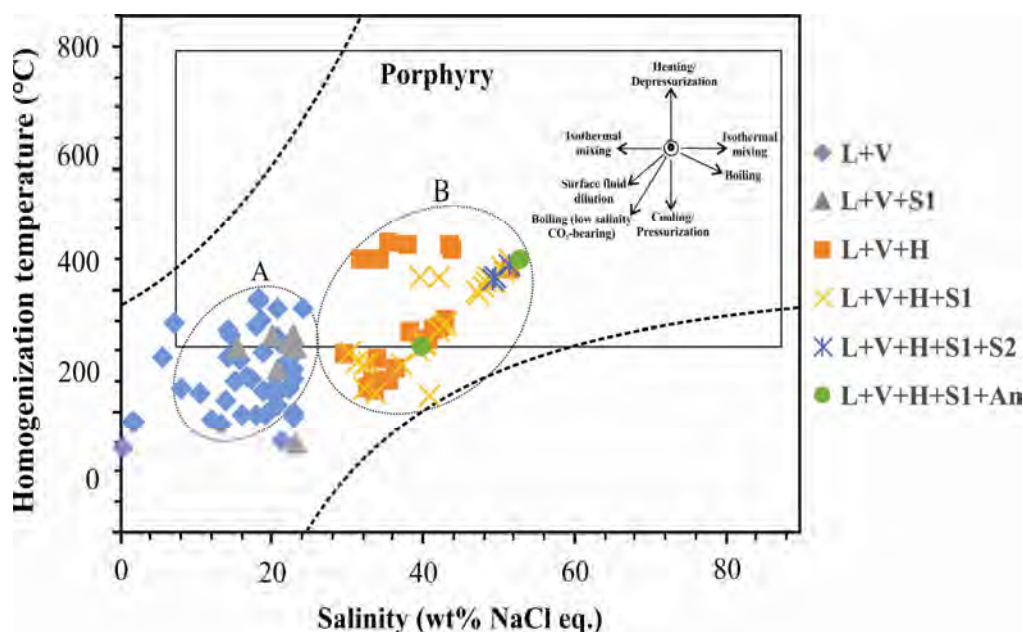 Homogenization temperature (°C)
800
600
400
200
0
Porphyry
Heating/
Depressurization
Isothermal
mixing
Isothermal
mixing
Boiling
Surface fluid
dilution
Boiling (low salinity
CO₂-bearing)
Cooling/
Pressurization
A
B
L+V
L+V+S1
L+V+H
L+V+H+S1
L+V+H+S1+S2
L+V+H+S1+An
0
20
40
60
80
Salinity (wt% NaCl eq.)